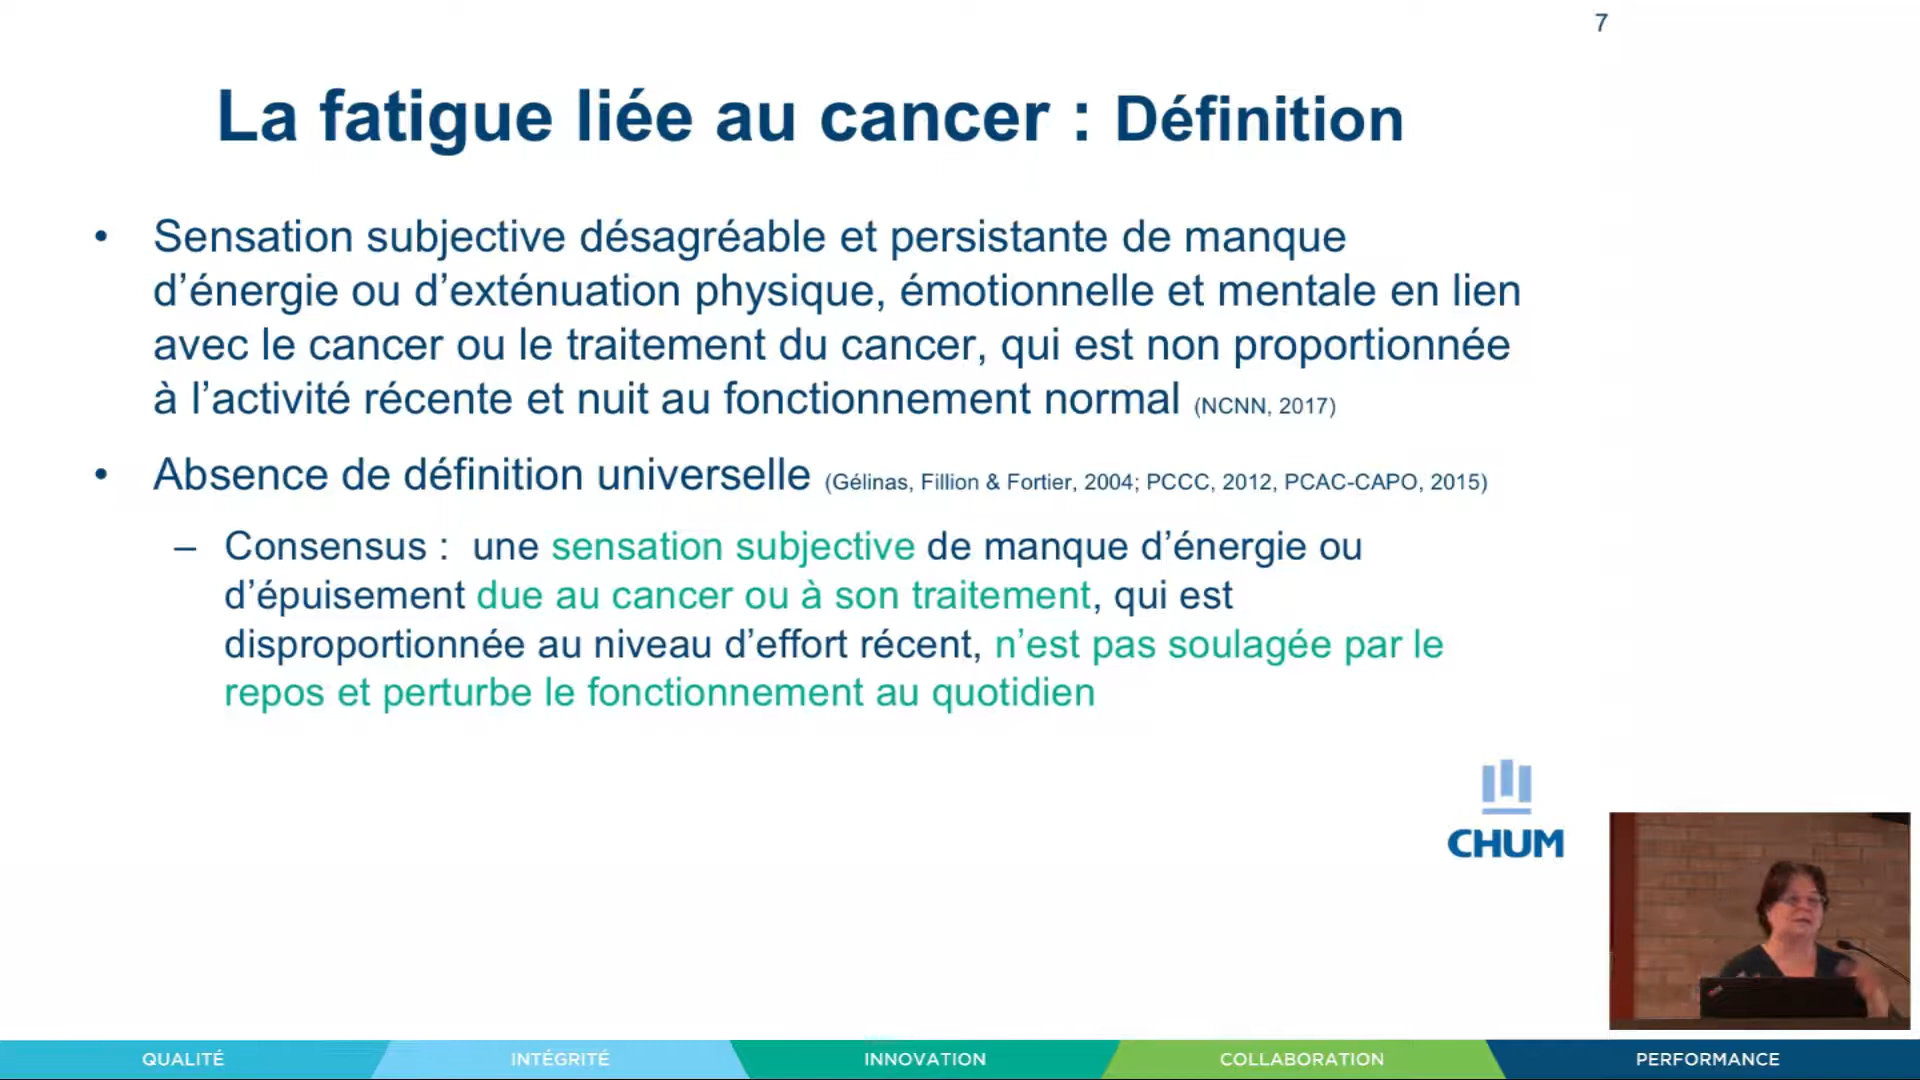 7
La fatigue liée au cancer : Définition
• Sensation subjective désagréable et persistante de manque
d’énergie ou d’exténuation physique, émotionnelle et mentale en lien
avec le cancer ou le traitement du cancer, qui est non proportionnée
à l’activité récente et nuit au fonctionnement normal (NCNN, 2017)
• Absence de définition universelle (Gélinas, Fillion & Fortier, 2004; PCCC, 2012, PCAC-CAPO, 2015)
– Consensus : une sensation subjective de manque d’énergie ou
d’épuisement due au cancer ou à son traitement, qui est
disproportionnée au niveau d’effort récent, n’est pas soulagée par le
repos et perturbe le fonctionnement au quotidien
CHUM
QUALITÉ INTÉGRITÉ INNOVATION COLLABORATION PERFORMANCE